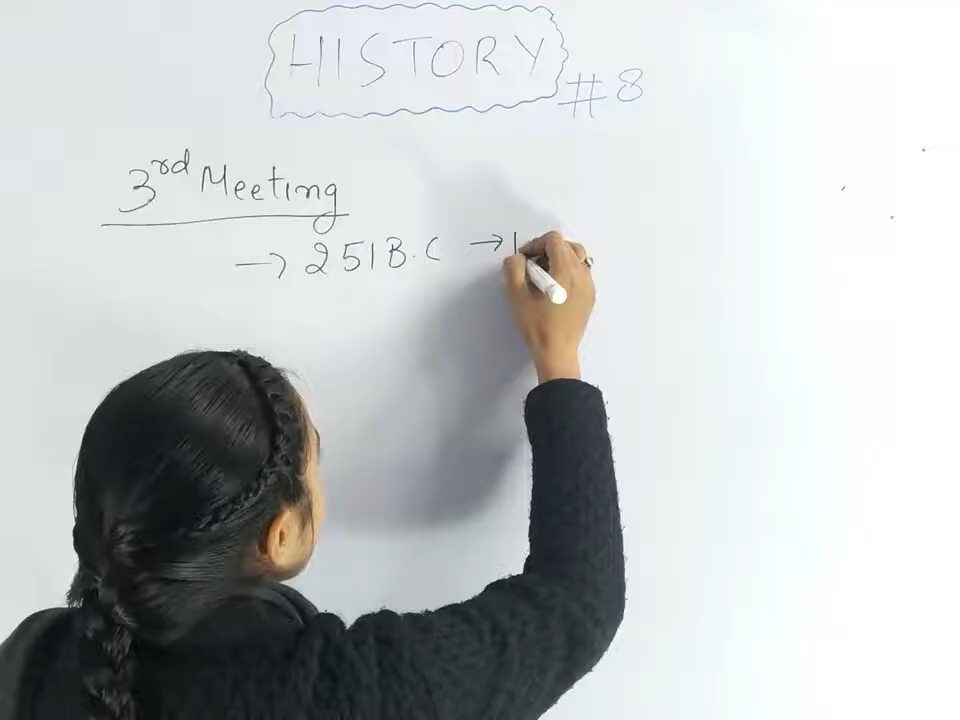 HISTORY #8
3rd Meeting
→ 251 B.C →